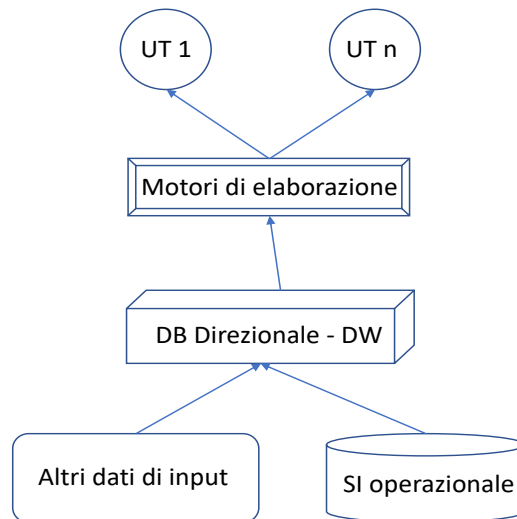 UT 1
UT n
Motori di elaborazione
DB Direzionale - DW
Altri dati di input
SI operazionale